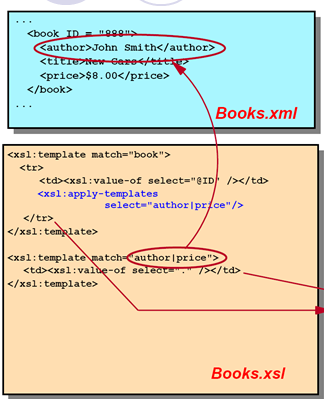 ...
<book ID = "888">
<author>John Smith</author>
<title>New Cars</title>
<price>$8.00</price>
</book>
...
Books.xml
<xsl:template match="book">
<tr>
<td><xsl:value-of select="@ID" /></td>
<xsl:apply-templates
select="author|price"/>
</tr>
</xsl:template>
<xsl:template match="author|price">
<td><xsl:value-of select="." /></td>
</xsl:template>
Books.xsl